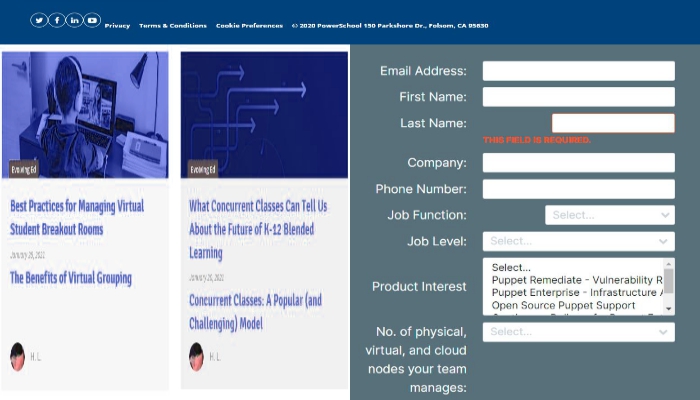 Privacy Terms & Conditions Cookie Preferences © 2020 PowerSchool 150 Parkshore Dr., Folsom, CA 95630
Evolving Ed
Best Practices for Managing Virtual
Student Breakout Rooms
January 28, 2021
The Benefits of Virtual Grouping
H. L.
Evolving Ed
What Concurrent Classes Can Tell Us
About the Future of K-12 Blended
Learning
January 20, 2021
Concurrent Classes: A Popular (and
Challenging) Model
H. L.
Email Address:
First Name:
Last Name:
THIS FIELD IS REQUIRED.
Company:
Phone Number:
Job Function: Select...
Job Level: Select...
Product Interest
Select...
Puppet Remediate - Vulnerability R
Puppet Enterprise - Infrastructure A
Open Source Puppet Support
No. of physical,
virtual, and cloud
nodes your team
manages:
Select...